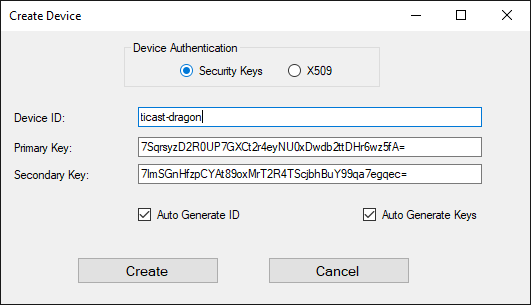 Create Device
Device Authentication
Security Keys X509
Device ID: ticast-dragon
Primary Key: 7SqrsyzD2R0UP7GXCt2r4eyNU0xDwdb2ttDHr6wz5fA=
Secondary Key: 7ImSGnHfzpCYAt89oxMrT2R4TScjbhBuY99qa7egqec=
Auto Generate ID Auto Generate Keys
Create Cancel